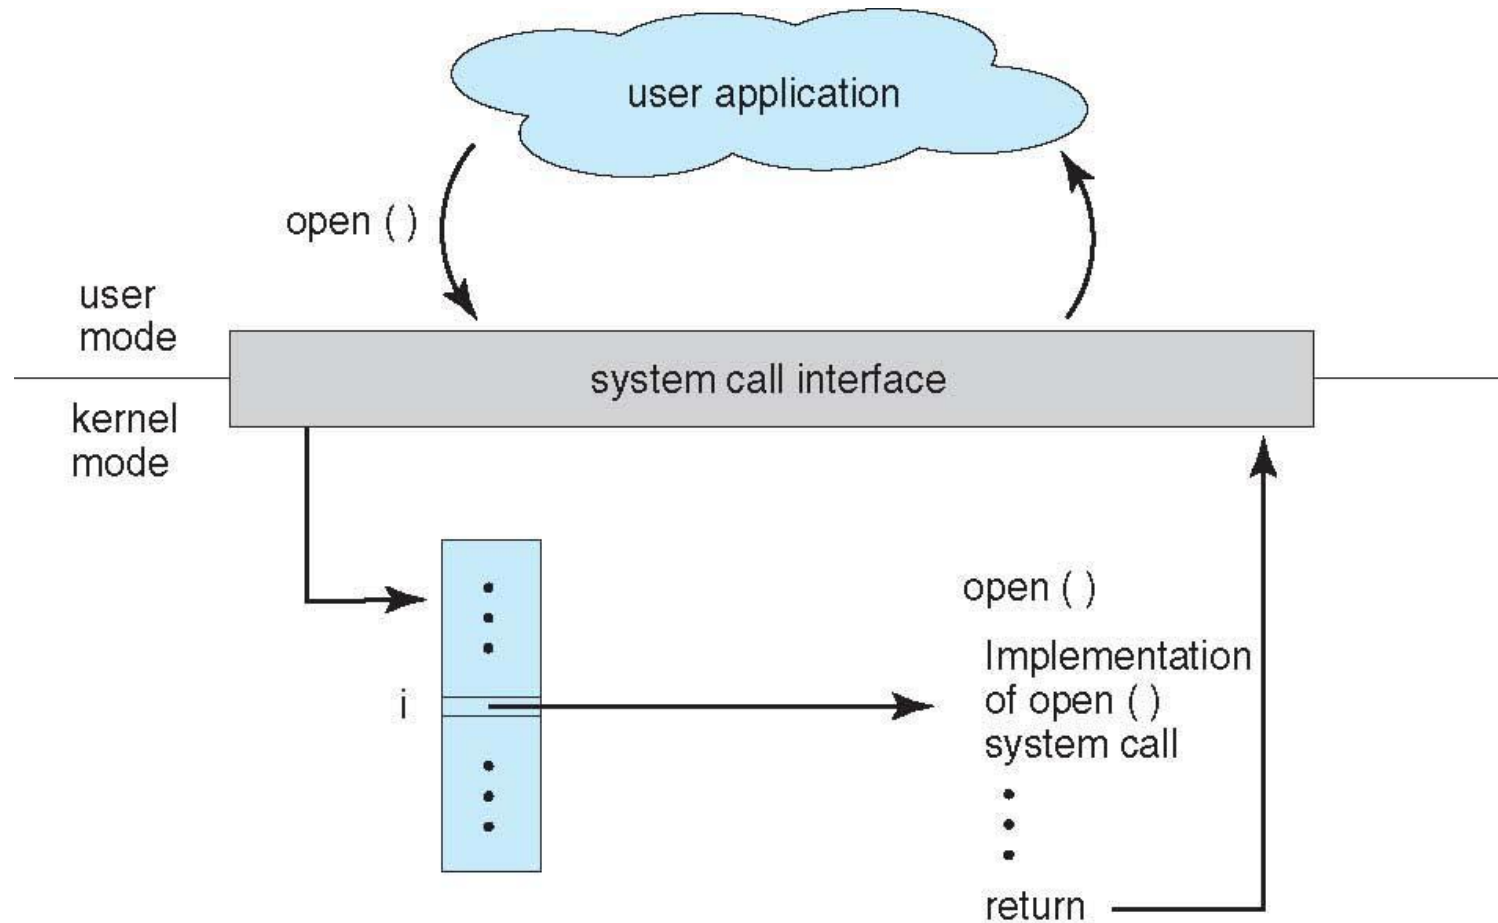 user application
open ( )
user
mode
system call interface
kernel
mode
open ( )
Implementation
i
of open ( )
system call
return